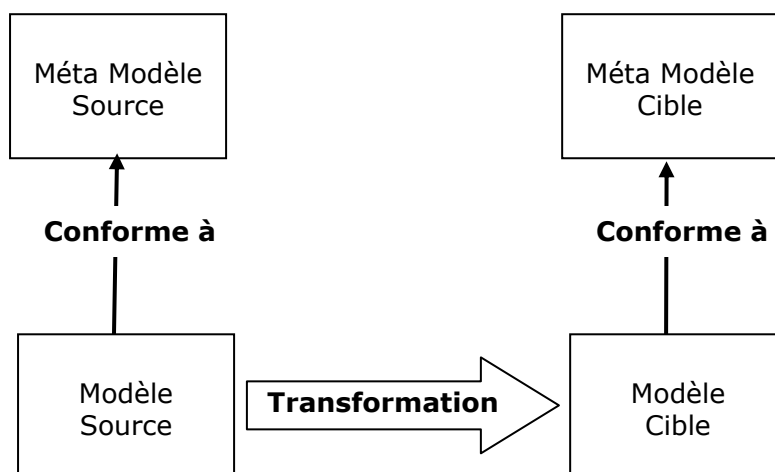 Méta Modèle
Source
Méta Modèle
Cible
Conforme à
Conforme à
Modèle
Source
Transformation
Modèle
Cible